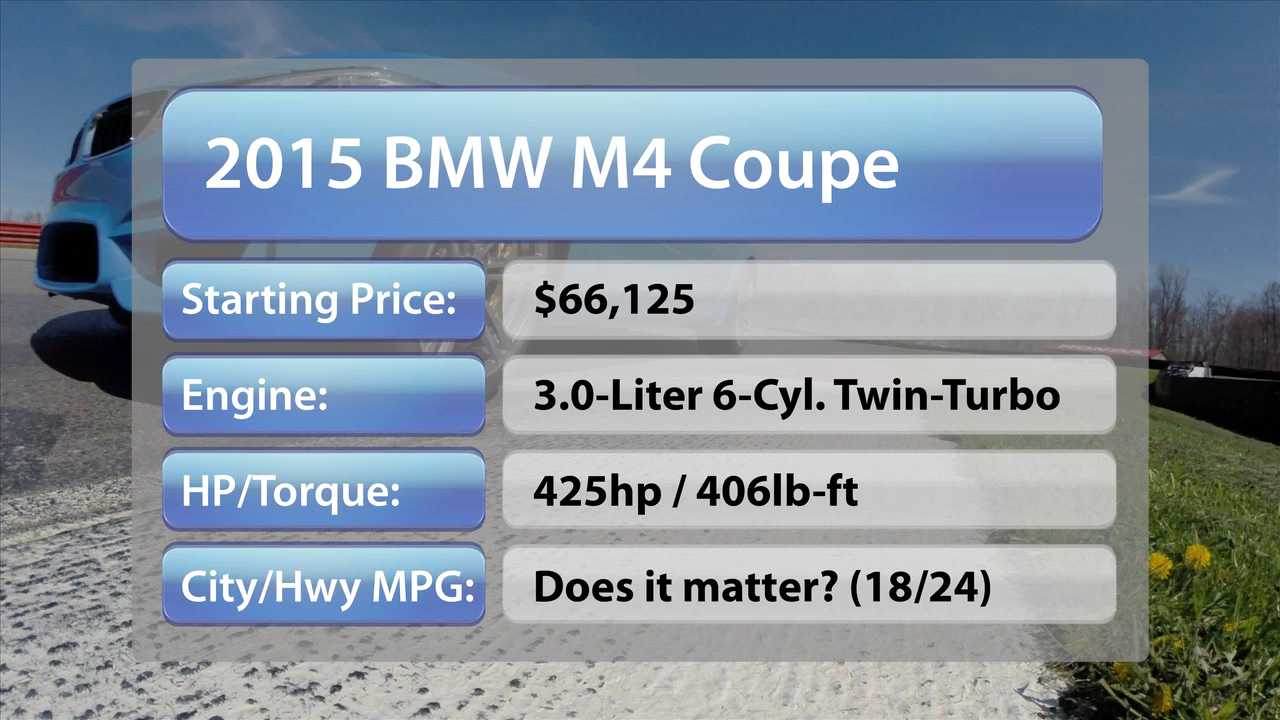 2015 BMW M4 Coupe
Starting Price: $66,125
Engine: 3.0-Liter 6-Cyl. Twin-Turbo
HP/Torque: 425hp / 406lb-ft
City/Hwy MPG: Does it matter? (18/24)